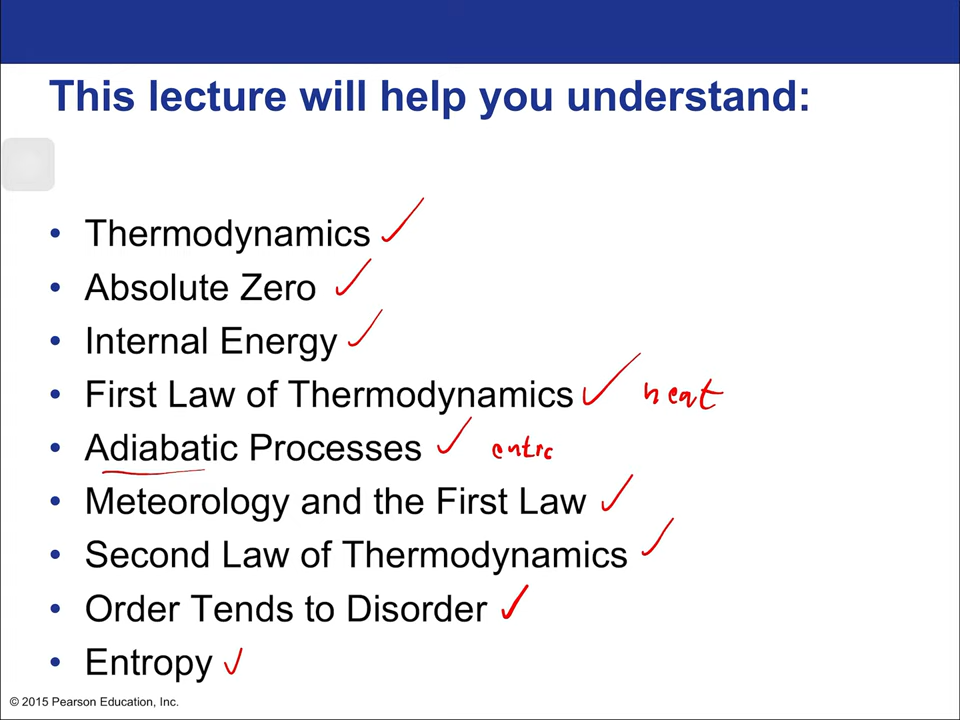 This lecture will help you understand:
• Thermodynamics ✓
• Absolute Zero ✓
• Internal Energy ✓
• First Law of Thermodynamics ✓ heat
• Adiabatic Processes ✓ entro
• Meteorology and the First Law ✓
• Second Law of Thermodynamics ✓
• Order Tends to Disorder ✓
• Entropy ✓
© 2015 Pearson Education, Inc.